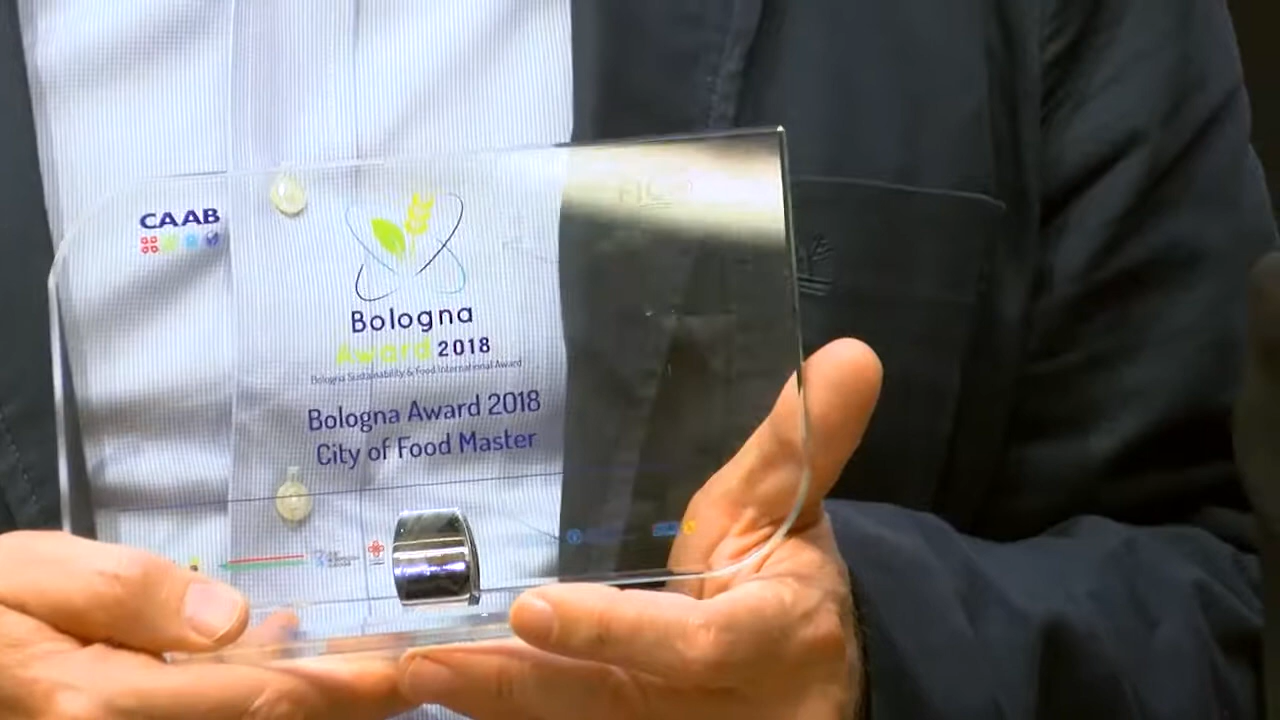 CAAB
Bologna
Award 2018
Bologna Sustainability & Food International Award
Bologna Award 2018
City of Food Master